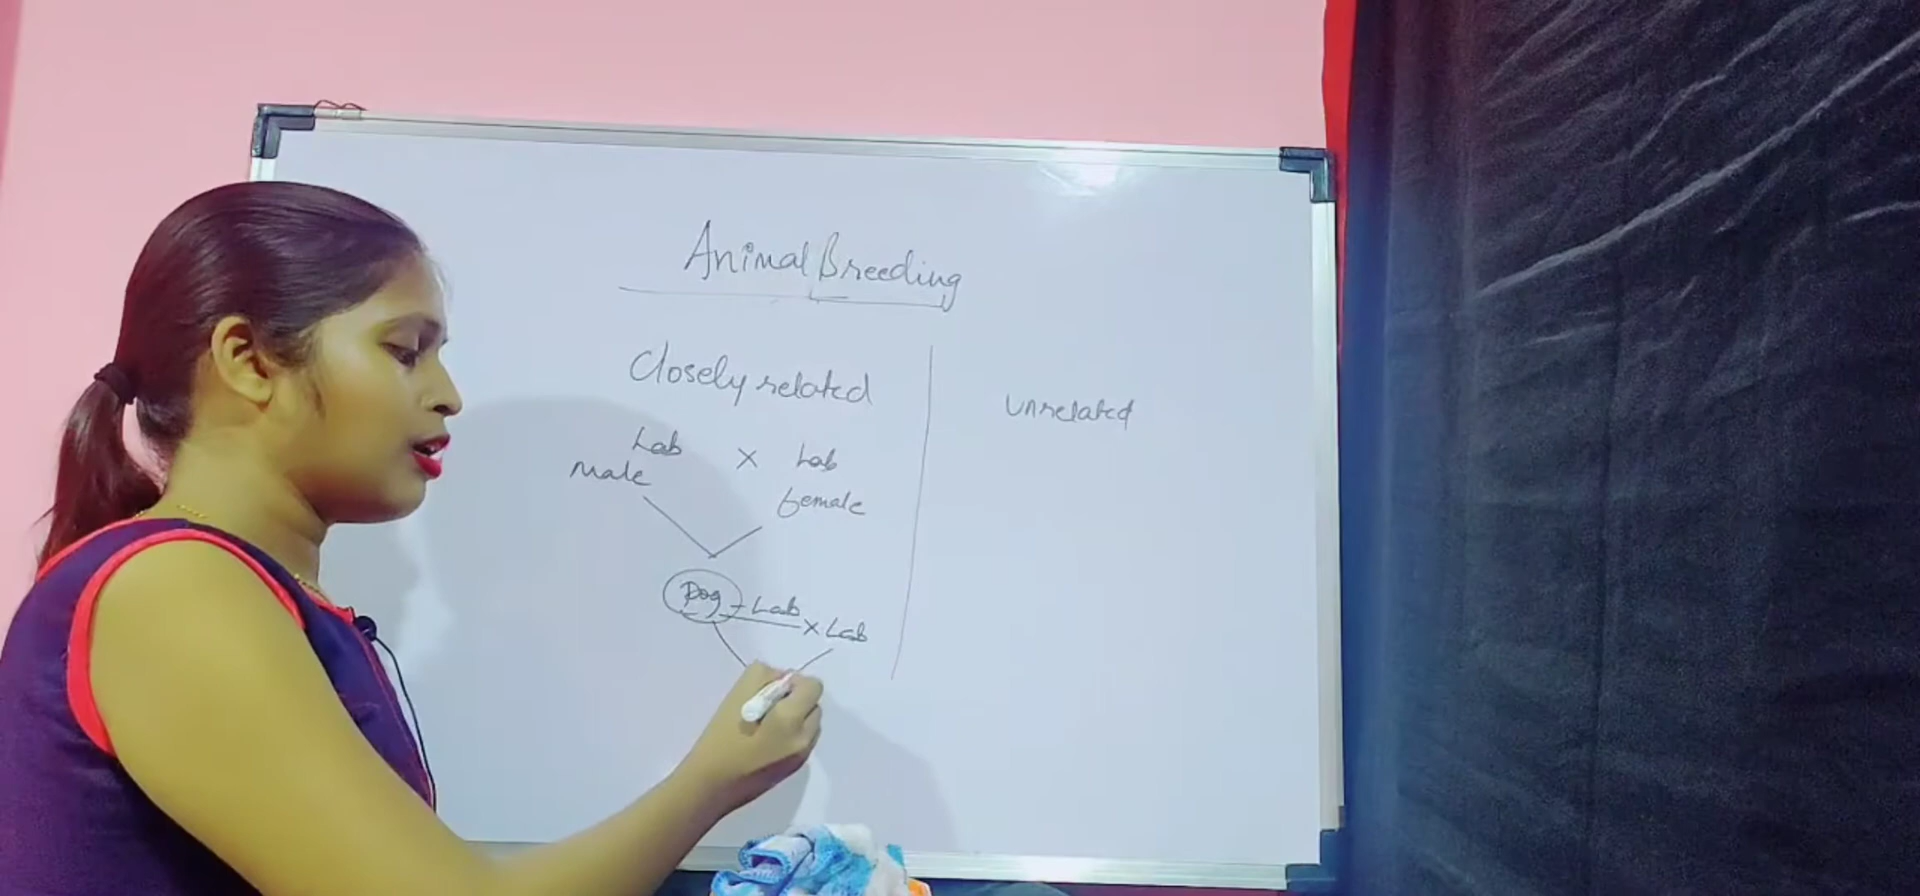 Animal Breeding
Closely related
Unrelated
Lab × Lab
Male female
Dog - Lab
× Lab